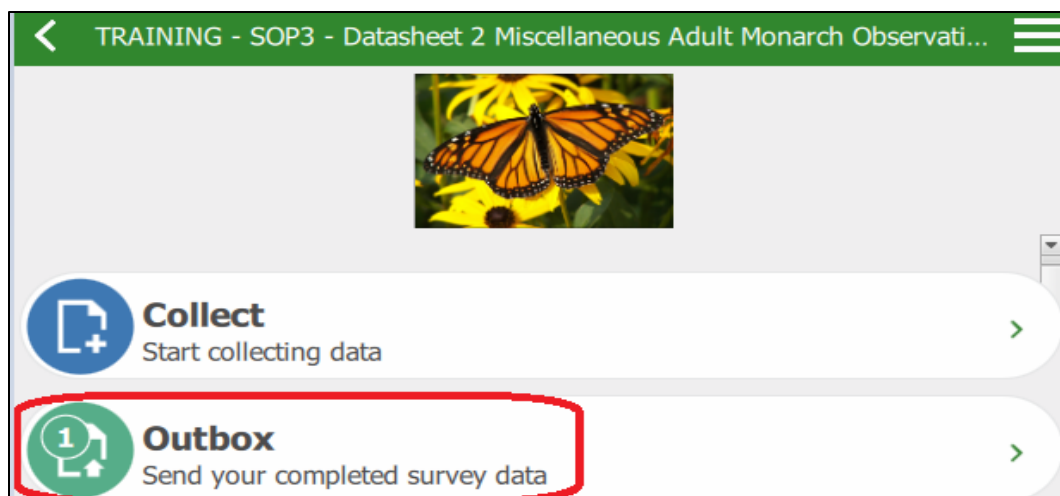 TRAINING - SOP3 - Datasheet 2 Miscellaneous Adult Monarch Observati...
Collect
Start collecting data
1
Outbox
Send your completed survey data